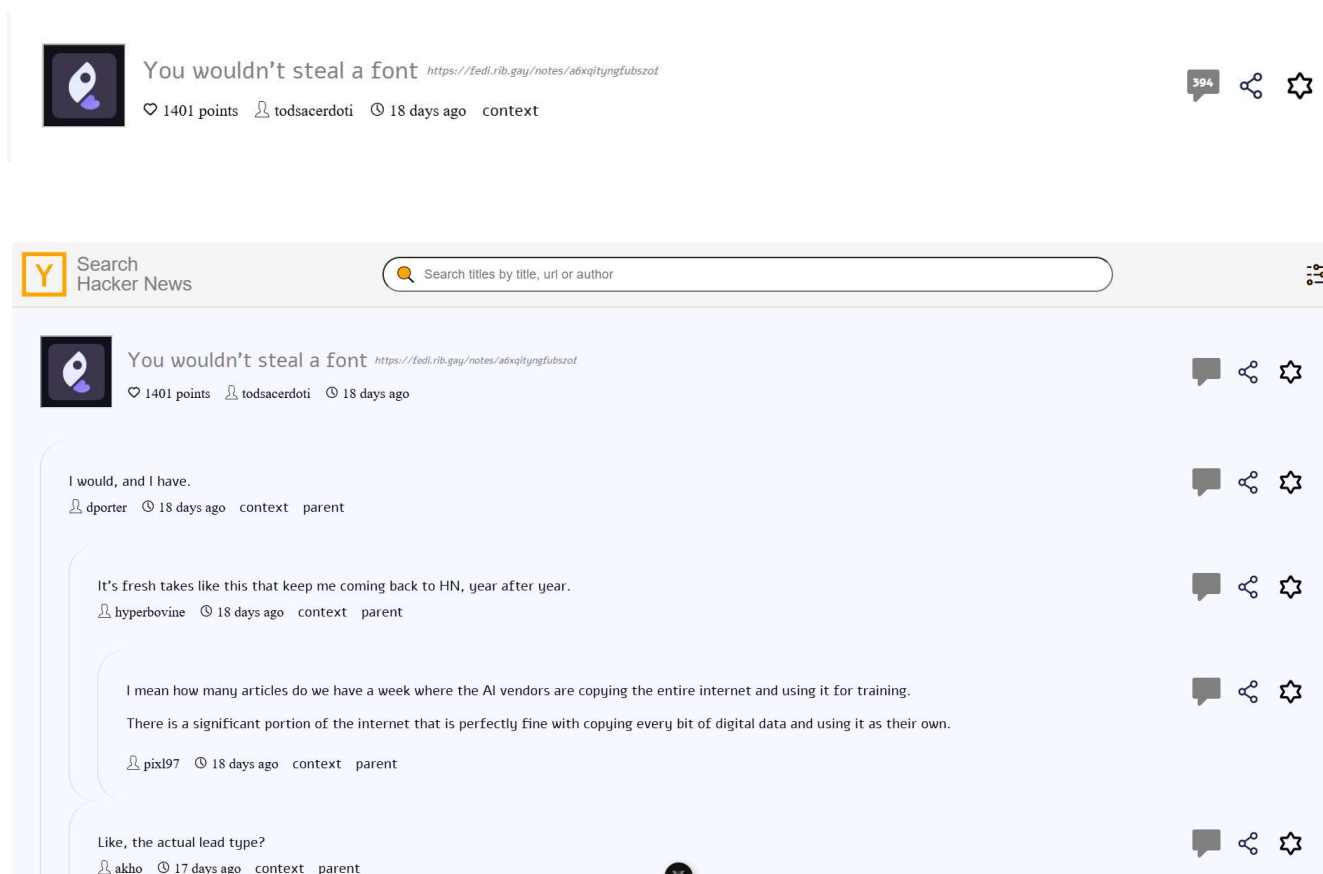 You wouldn't steal a font https://fedi.rib.gay/notes/a6xqityngfubszof
394
1401 points todsacerdoti 18 days ago context
Y
Search
Hacker News
Search titles by title, url or author
You wouldn't steal a font https://fedi.rib.gay/notes/a6xqityngfubszof
1401 points todsacerdoti 18 days ago
I would, and I have.
dporter 18 days ago context parent
It's fresh takes like this that keep me coming back to HN, year after year.
hyperbovine 18 days ago context parent
I mean how many articles do we have a week where the AI vendors are copying the entire internet and using it for training.
There is a significant portion of the internet that is perfectly fine with copying every bit of digital data and using it as their own.
pixl97 18 days ago context parent
Like, the actual lead type?
akho 17 days ago context parent